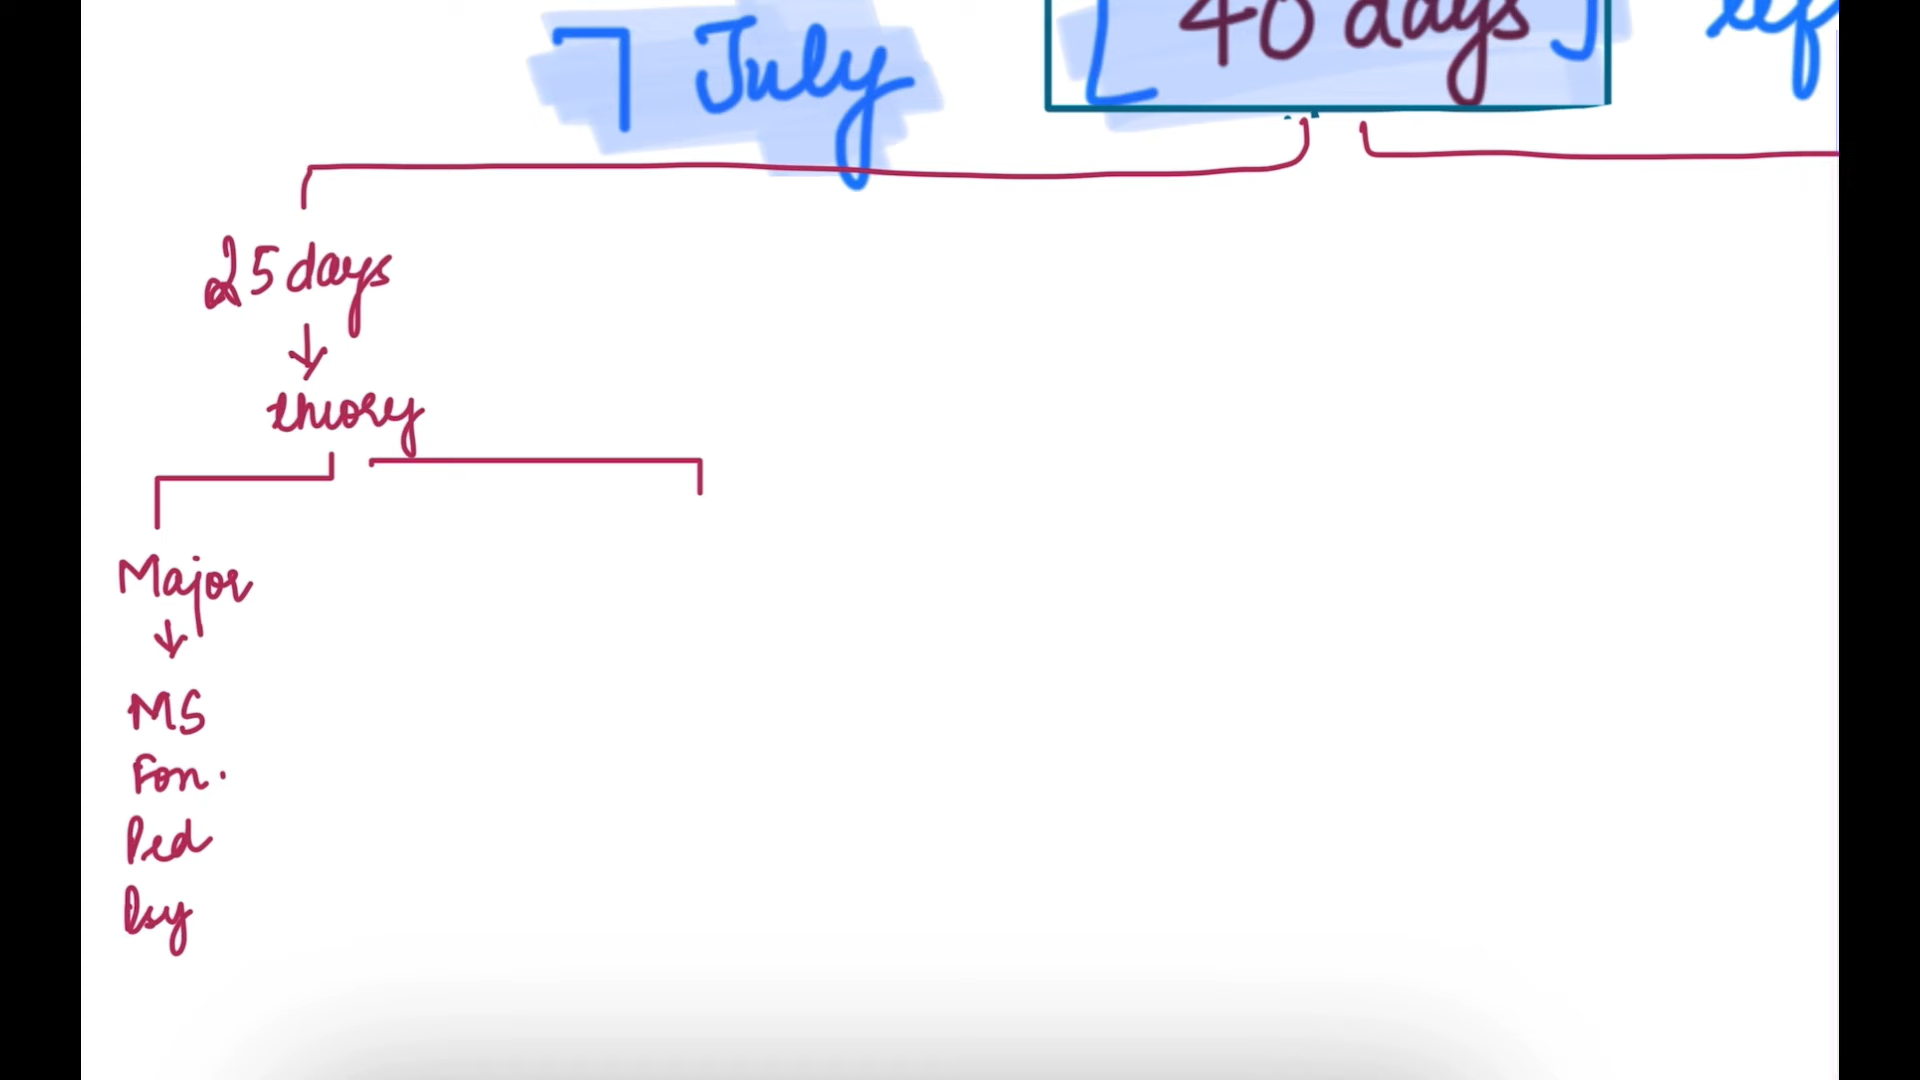 7 July [40 days]
25 days
↓
theory
Major
↓
MS
Fon.
Ped
Psy